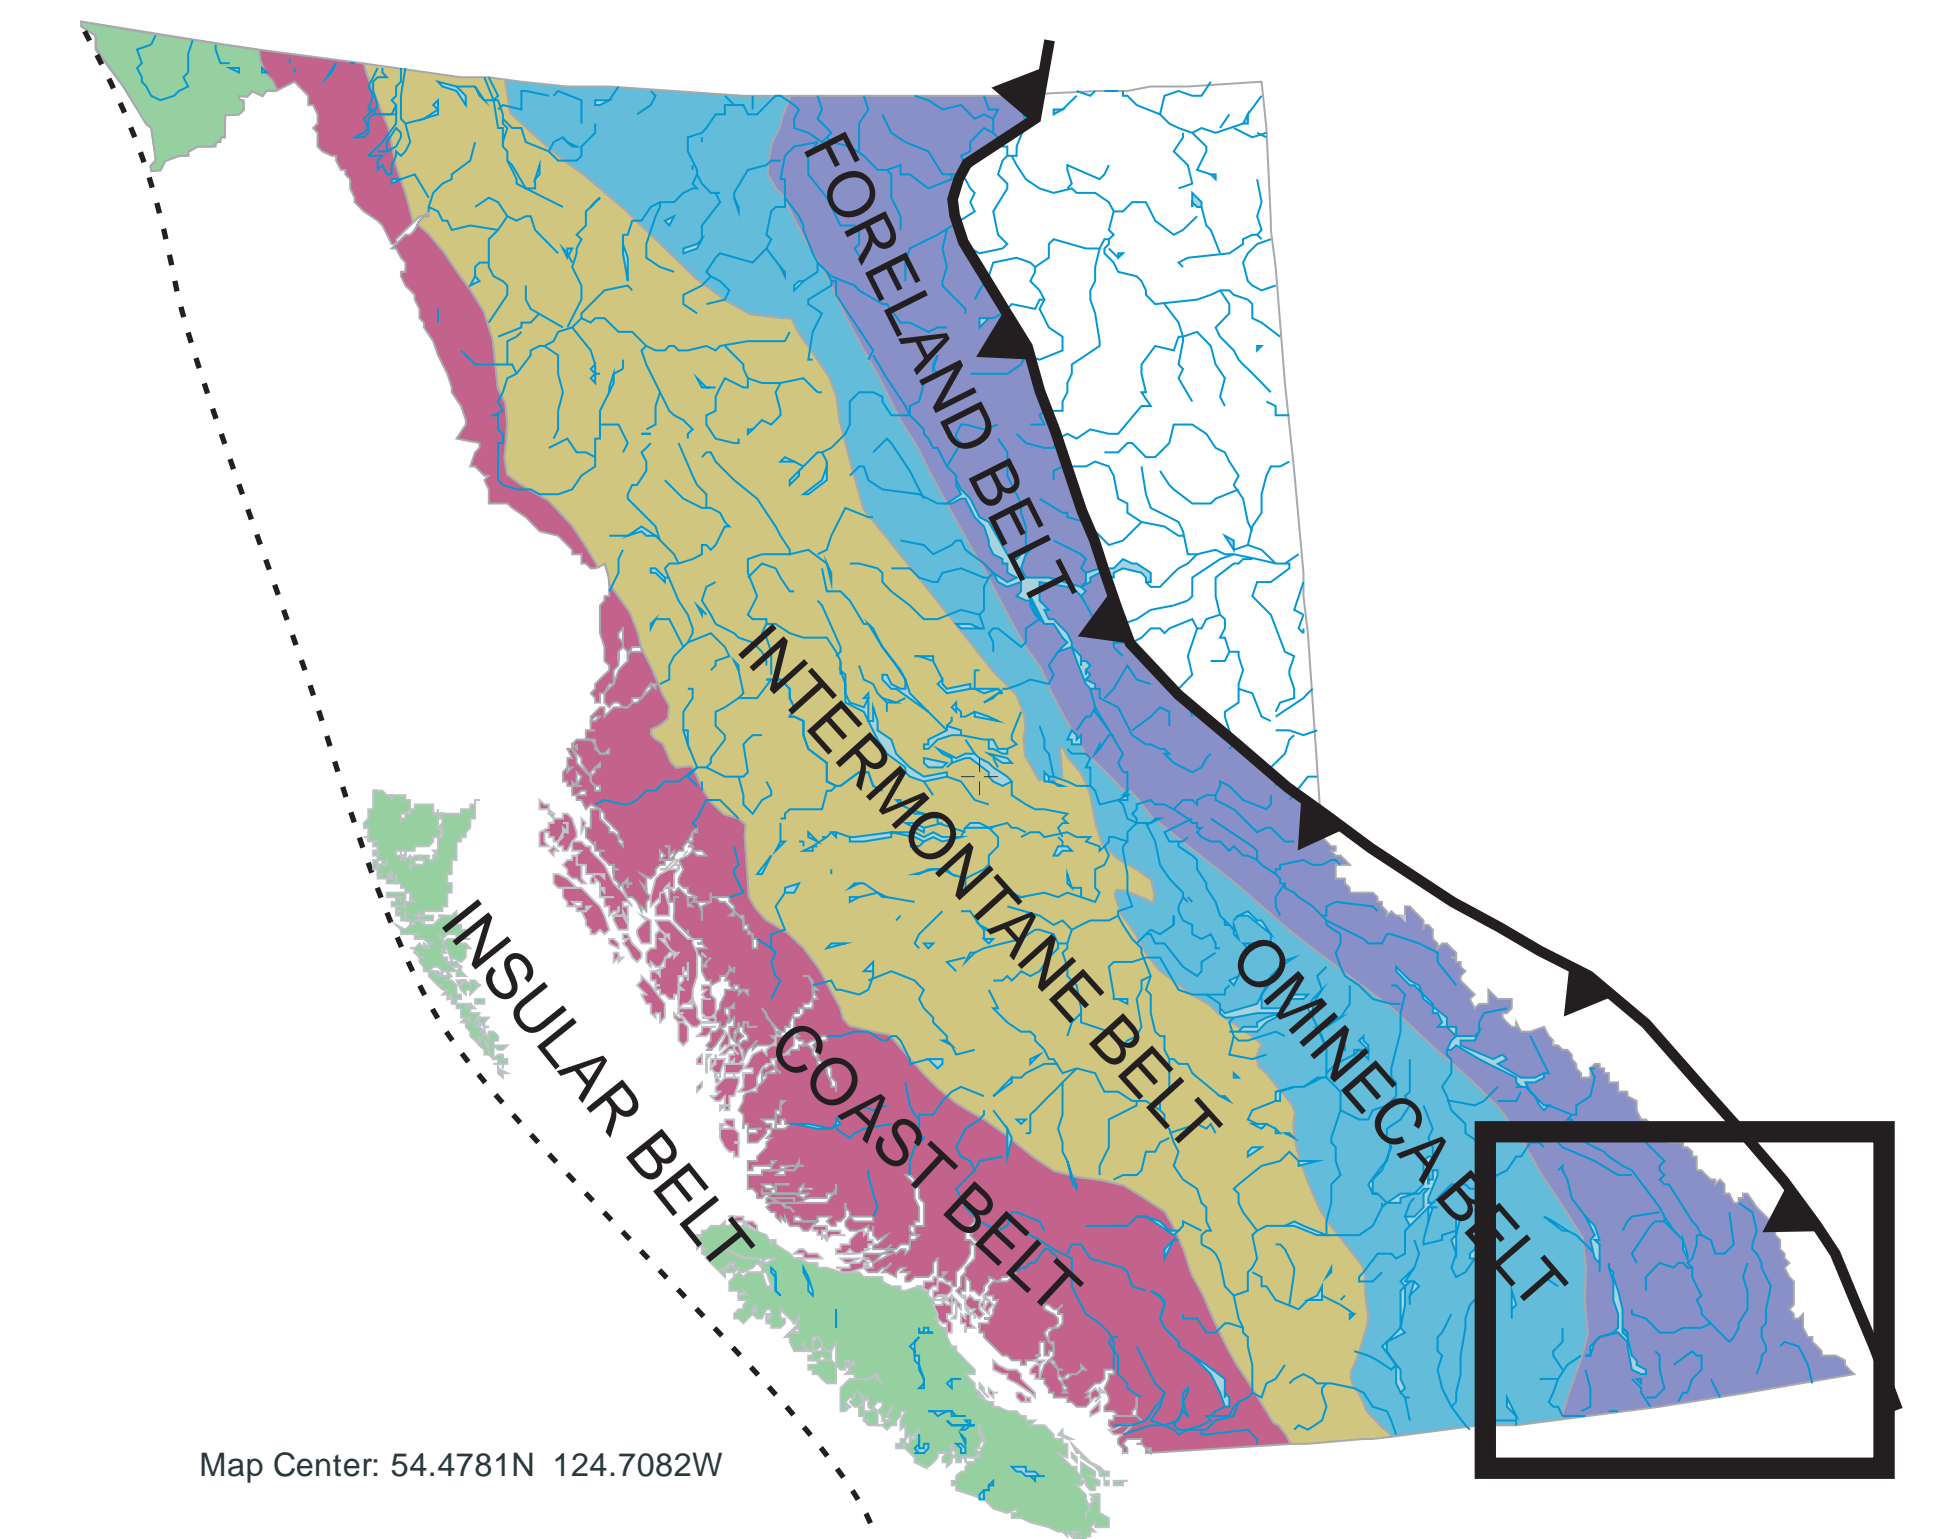 FORELAND BELT
INTERMONTANE BELT
OMINECA BELT
INSULAR BELT
COAST BELT
Map Center: 54.4781N 124.7082W